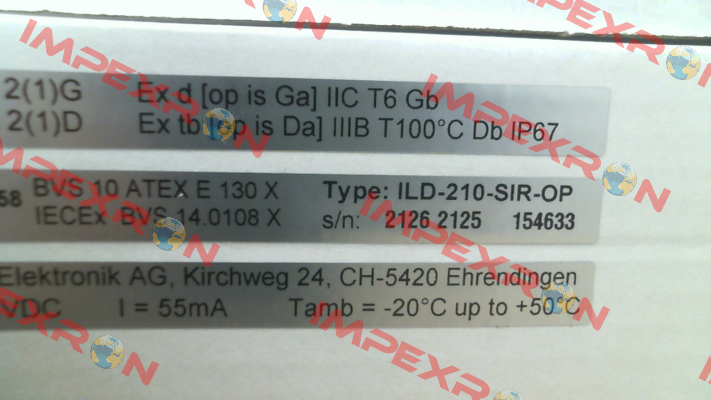 2(1)G Ex d [op is Ga] IIC T6 Gb
2(1)D Ex tb [op is Da] IIIB T100°C Db IP67
58 BVS 10 ATEX E 130 X Type: ILD-210-SIR-OP
IECEx BVS 14.0108 X s/n: 2126 2125 154633
Elektronik AG, Kirchweg 24, CH-5420 Ehrendingen
VDC I = 55mA Tamb = -20°C up to +50°C
IMPEXRON
IMPEXRON
IMPEXRON
IMPEXRON
IMPEXRON